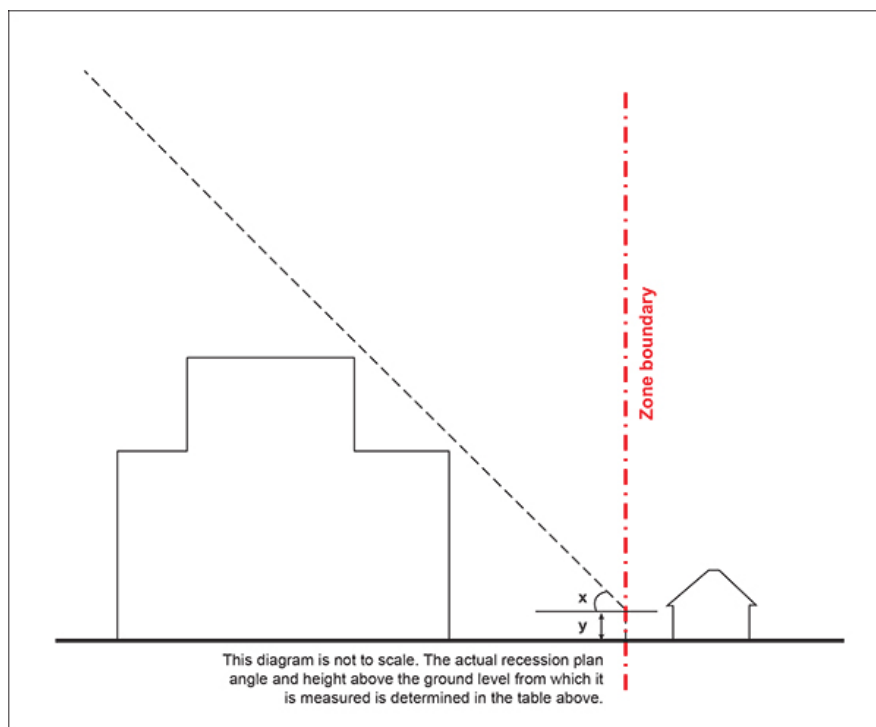 Zone boundary
x
y
This diagram is not to scale. The actual recession plan
angle and height above the ground level from which it
is measured is determined in the table above.